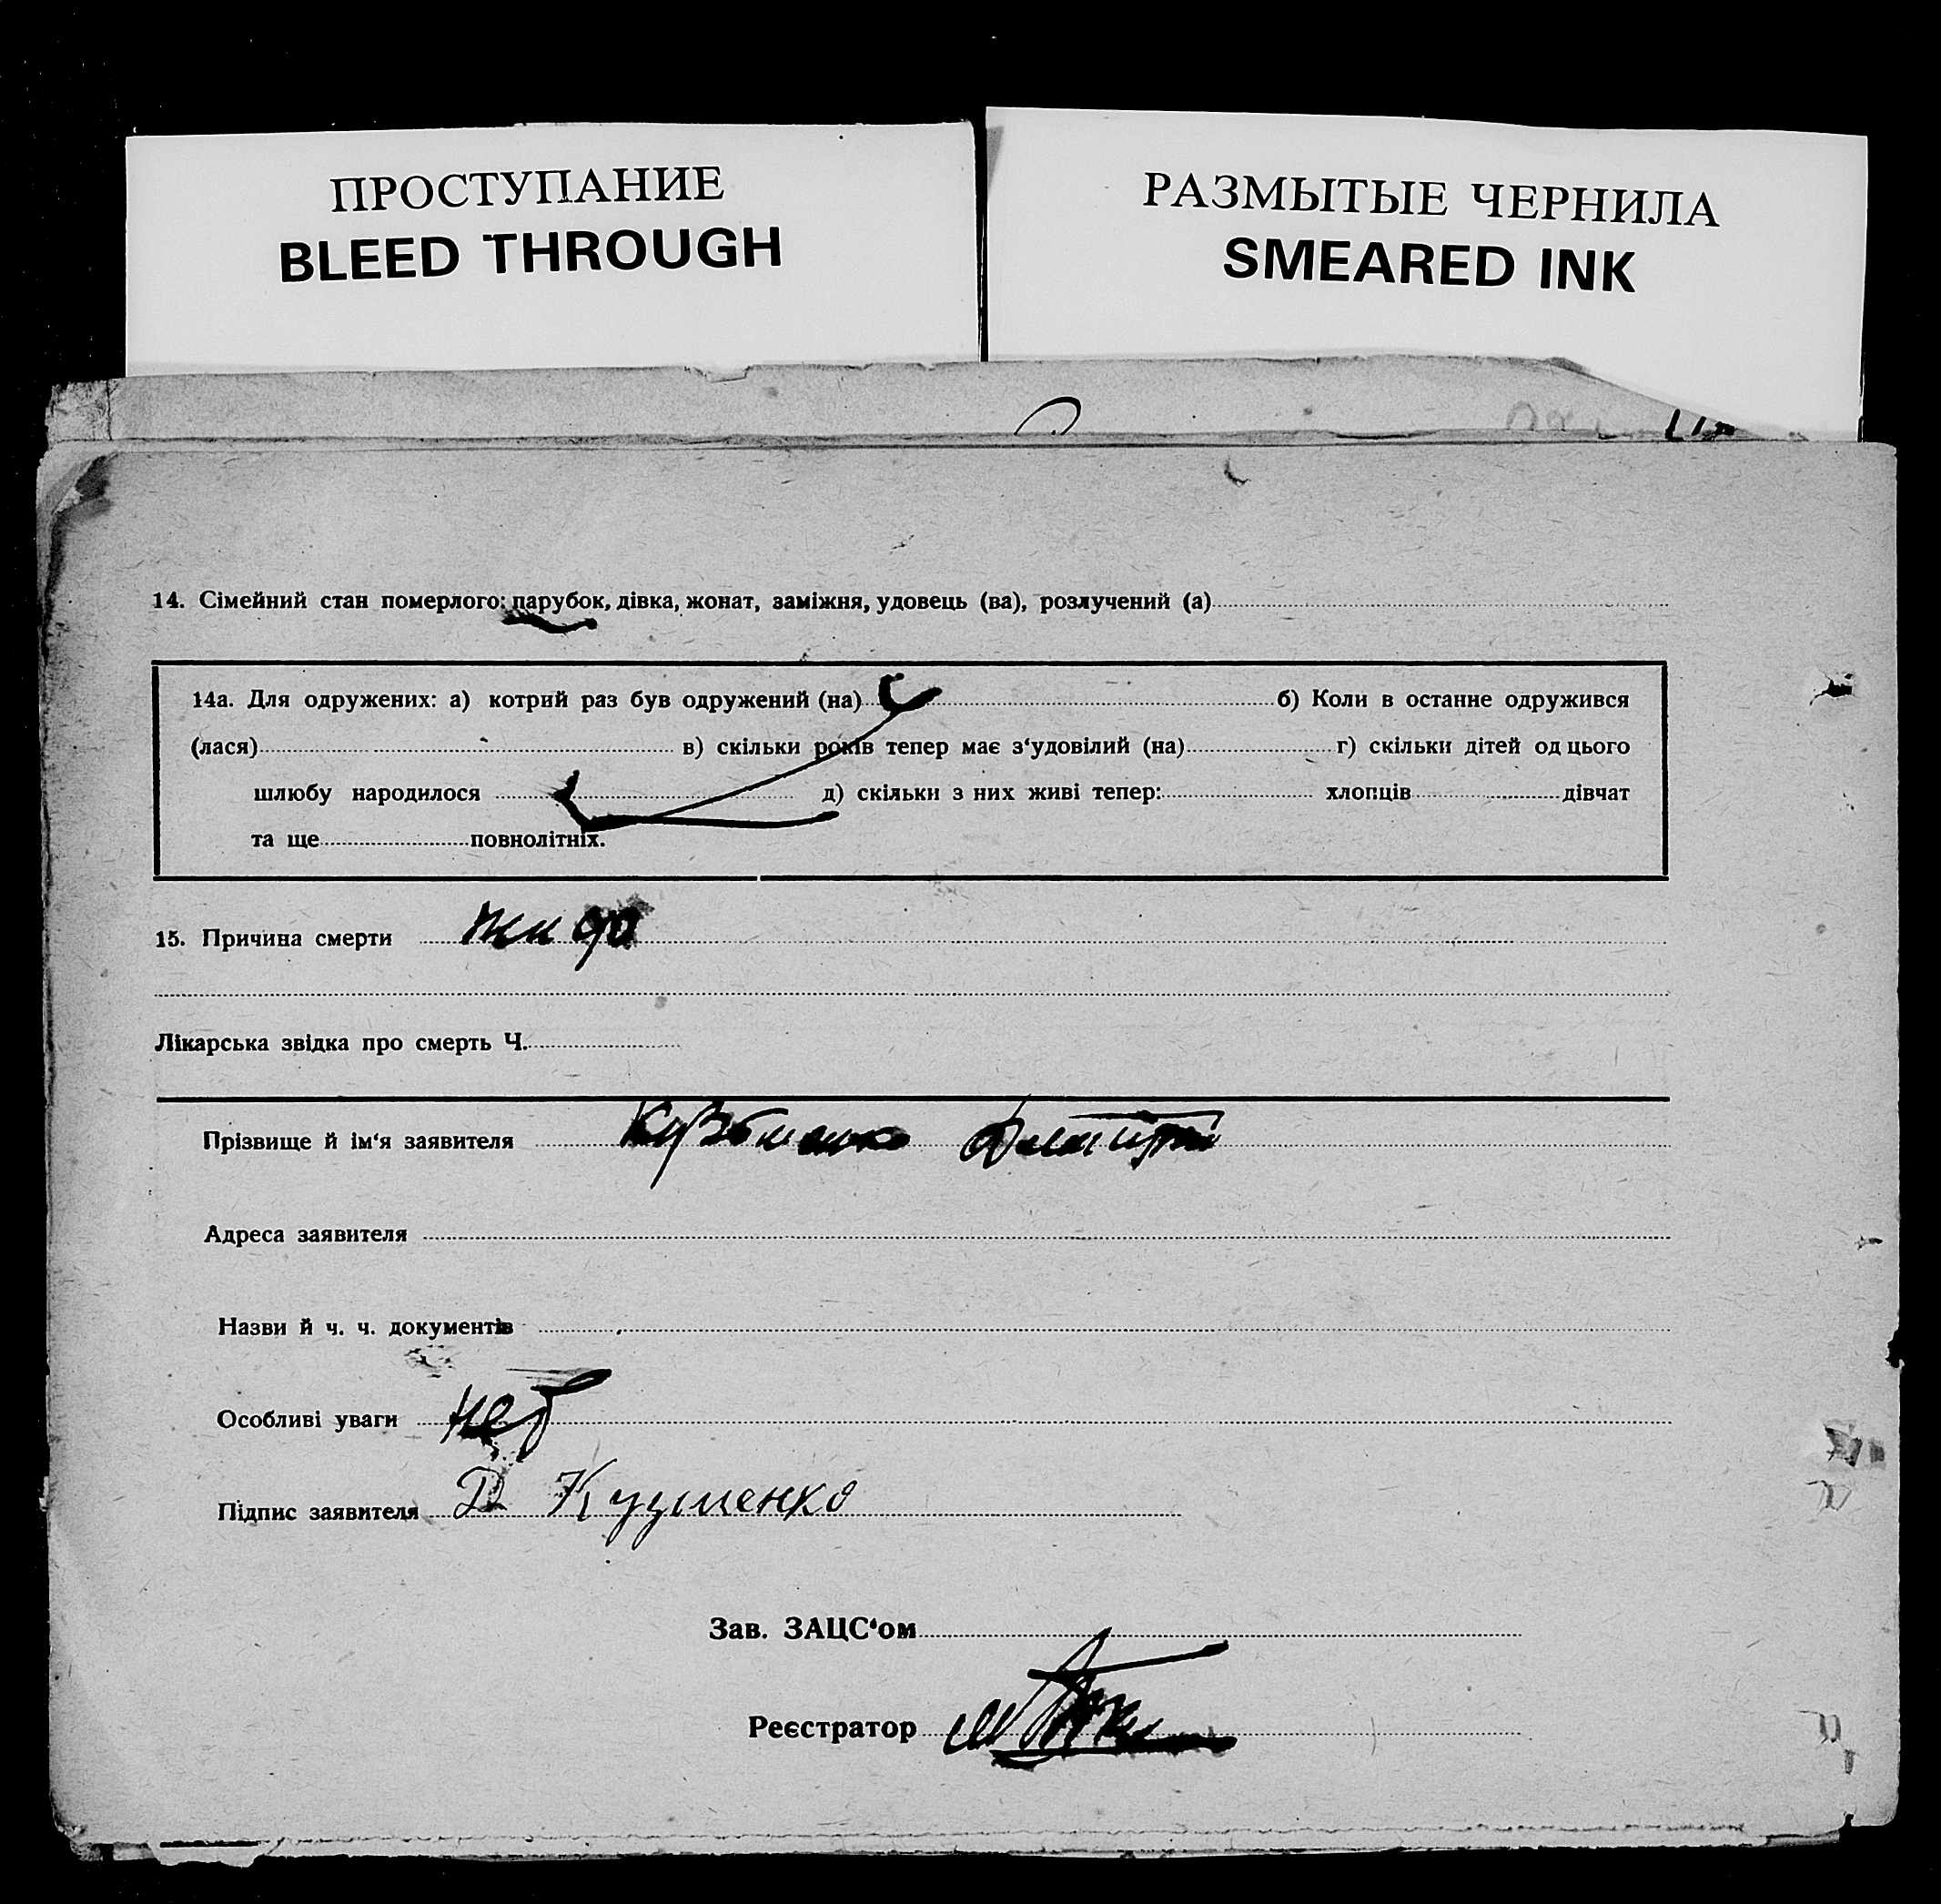 ПРОСТУПАНИЕ
BLEED THROUGH
РАЗМЫТЫЕ ЧЕРНИЛА
SMEARED INK
14. Сімейний стан померлого: парубок, дівка, жонат, заміжня, удовець (ва), розлучений (а)
14а. Для одружених: а) котрий раз був одружений (на) б) Коли в останнє одружився
(лася) в) скільки років тепер має з‘удовілий (на) г) скільки дітей од цього
шлюбу народилося д) скільки з них живі тепер: хлопців дівчат
та ще повнолітніх.
15. Причина смерти
Лікарська звідка про смерть Ч.
Прізвище й ім‘я заявителя Кузьменко Дмитрий
Адреса заявителя
Назви й ч. ч. документів
Особливі уваги нет
Підпис заявителя Д Кузменко
Зав. ЗАЦС‘ом
Реєстратор